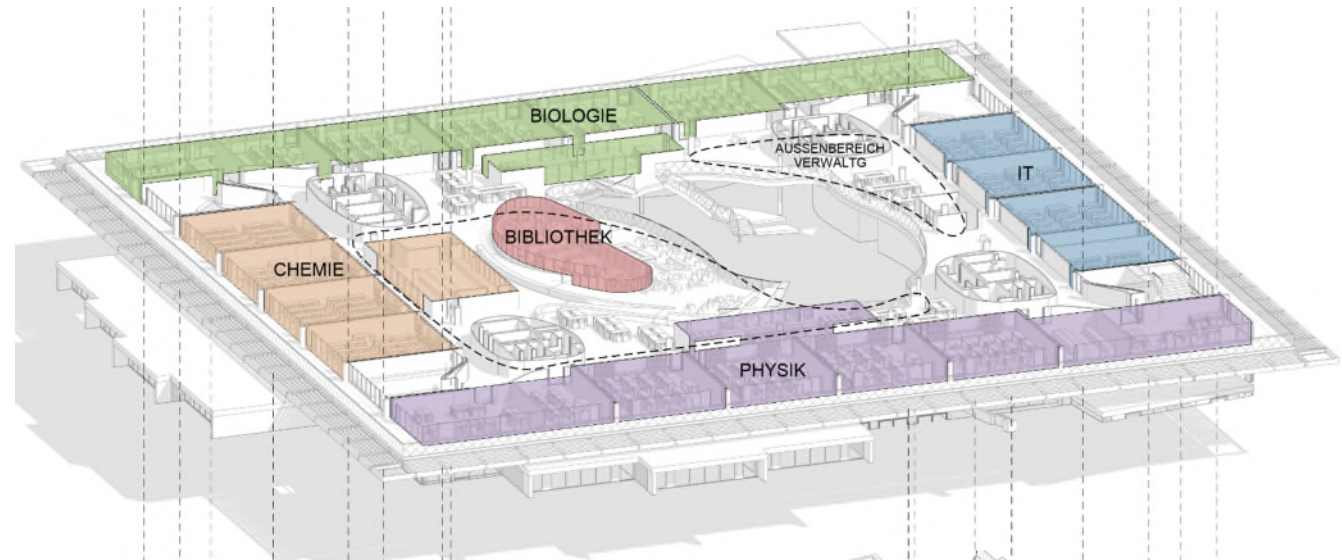 BIOLOGIE
AUSSENBEREICH
VERWALTG
IT
BIBLIOTHEK
CHEMIE
PHYSIK